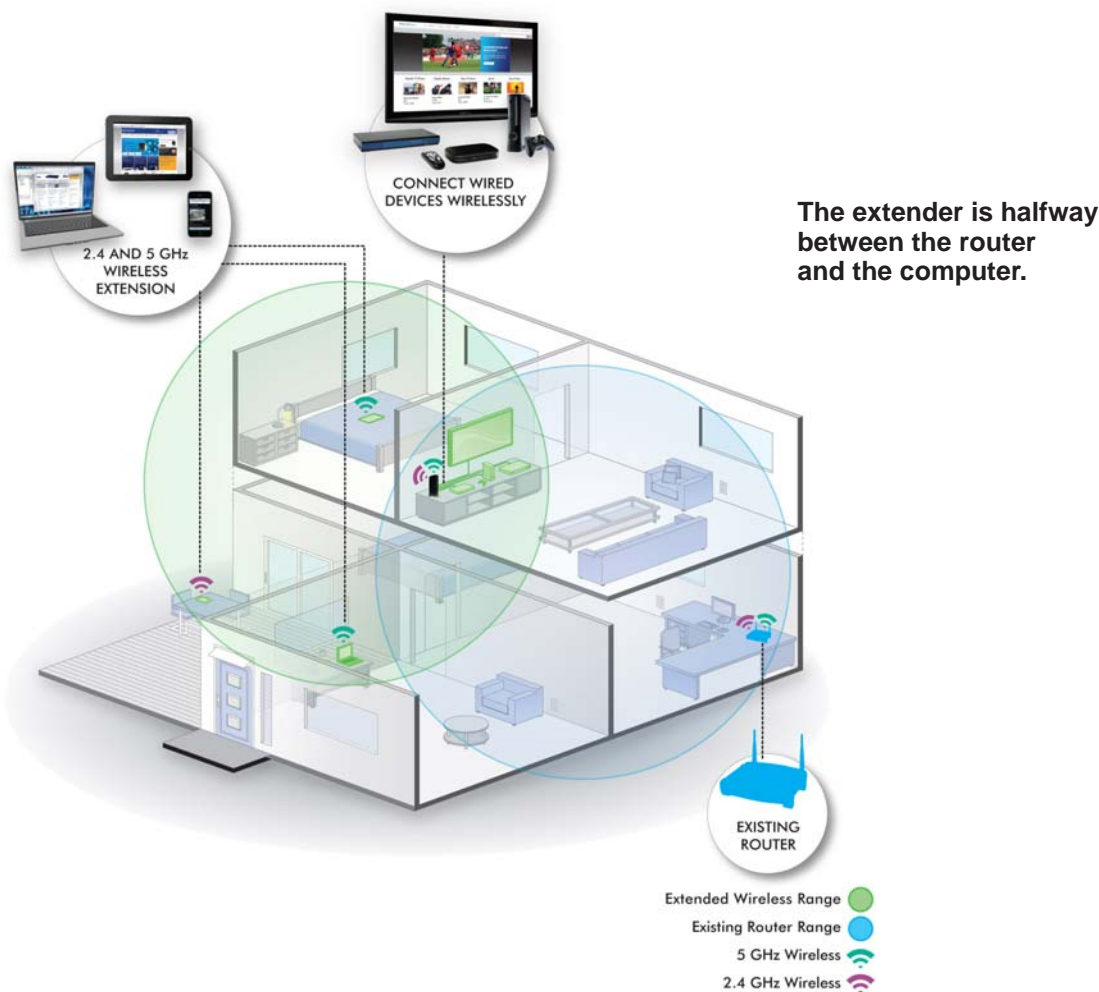 CONNECT WIRED
DEVICES WIRELESSLY
2.4 AND 5 GHz
WIRELESS
EXTENSION
The extender is halfway
between the router
and the computer.
EXISTING
ROUTER
Extended Wireless Range
Existing Router Range
5 GHz Wireless
2.4 GHz Wireless